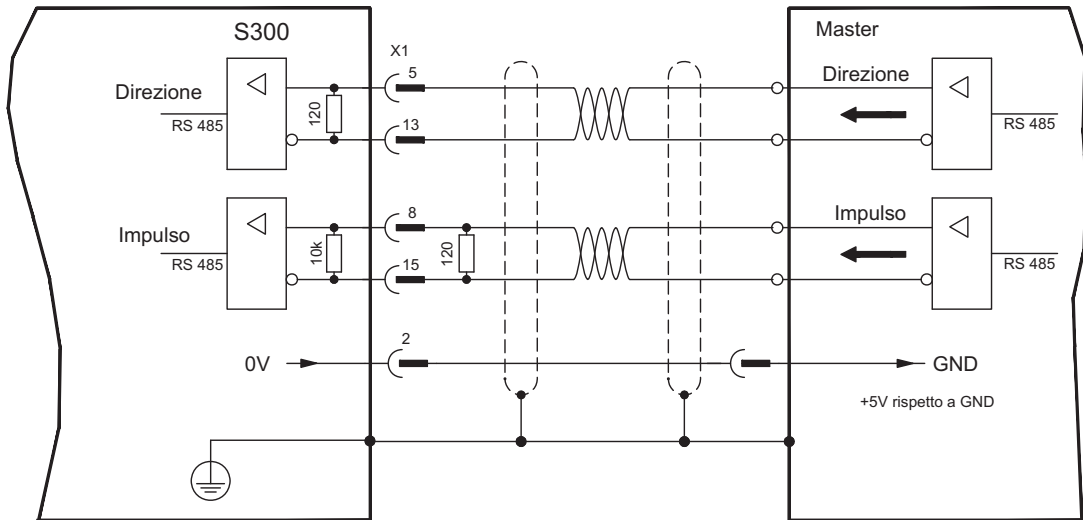 S300
Master
X1
5
Direzione
Direzione
120
RS 485
13
RS 485
8
Impulso
Impulso
10k
120
RS 485
15
RS 485
2
0V
GND
+5V rispetto a GND